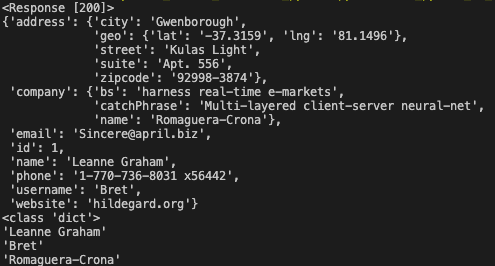 <Response [200]>
{'address': {'city': 'Gwenborough',
             'geo': {'lat': '-37.3159', 'lng': '81.1496'},
             'street': 'Kulas Light',
             'suite': 'Apt. 556',
             'zipcode': '92998-3874'},
 'company': {'bs': 'harness real-time e-markets',
             'catchPhrase': 'Multi-layered client-server neural-net',
             'name': 'Romaguera-Crona'},
 'email': 'Sincere@april.biz',
 'id': 1,
 'name': 'Leanne Graham',
 'phone': '1-770-736-8031 x56442',
 'username': 'Bret',
 'website': 'hildegard.org'}
<class 'dict'>
'Leanne Graham'
'Bret'
'Romaguera-Crona'